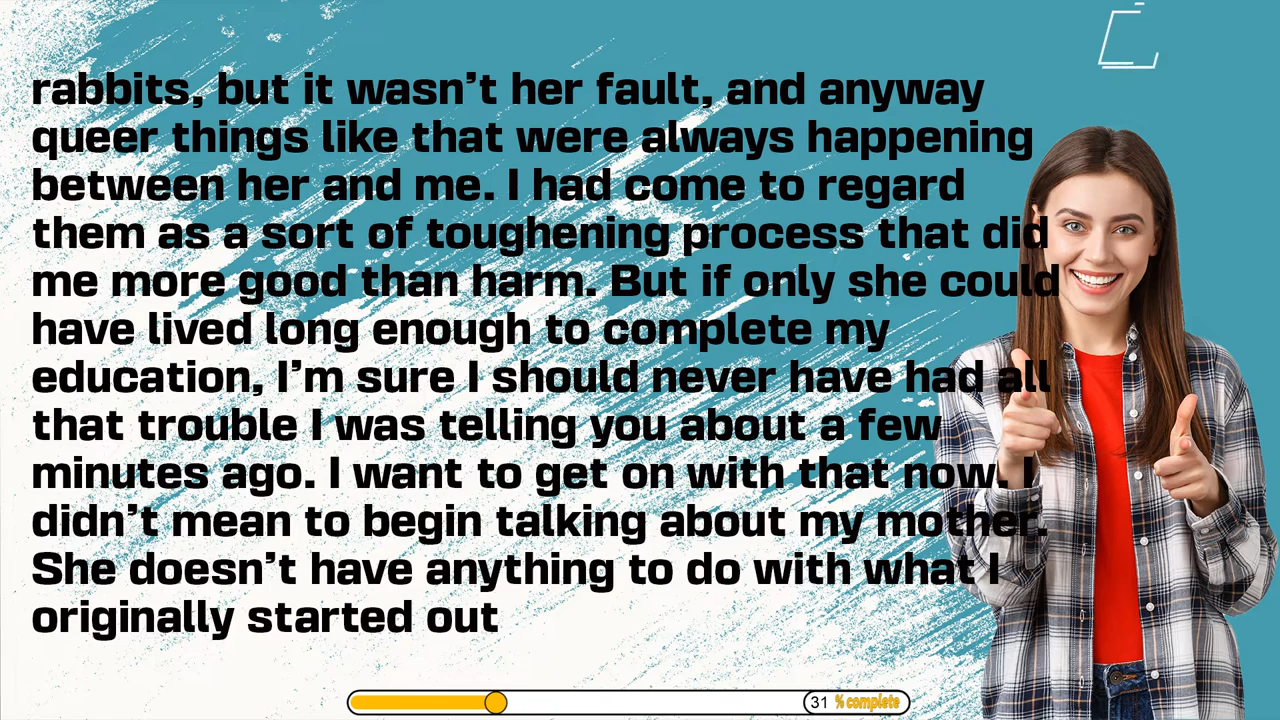 rabbits, but it wasn’t her fault, and anyway
queer things like that were always happening
between her and me. I had come to regard
them as a sort of toughening process that did
me more good than harm. But if only she could
have lived long enough to complete my
education, I’m sure I should never have had all
that trouble I was telling you about a few
minutes ago. I want to get on with that now. I
didn’t mean to begin talking about my mother.
She doesn’t have anything to do with what I
originally started out
31 % complete